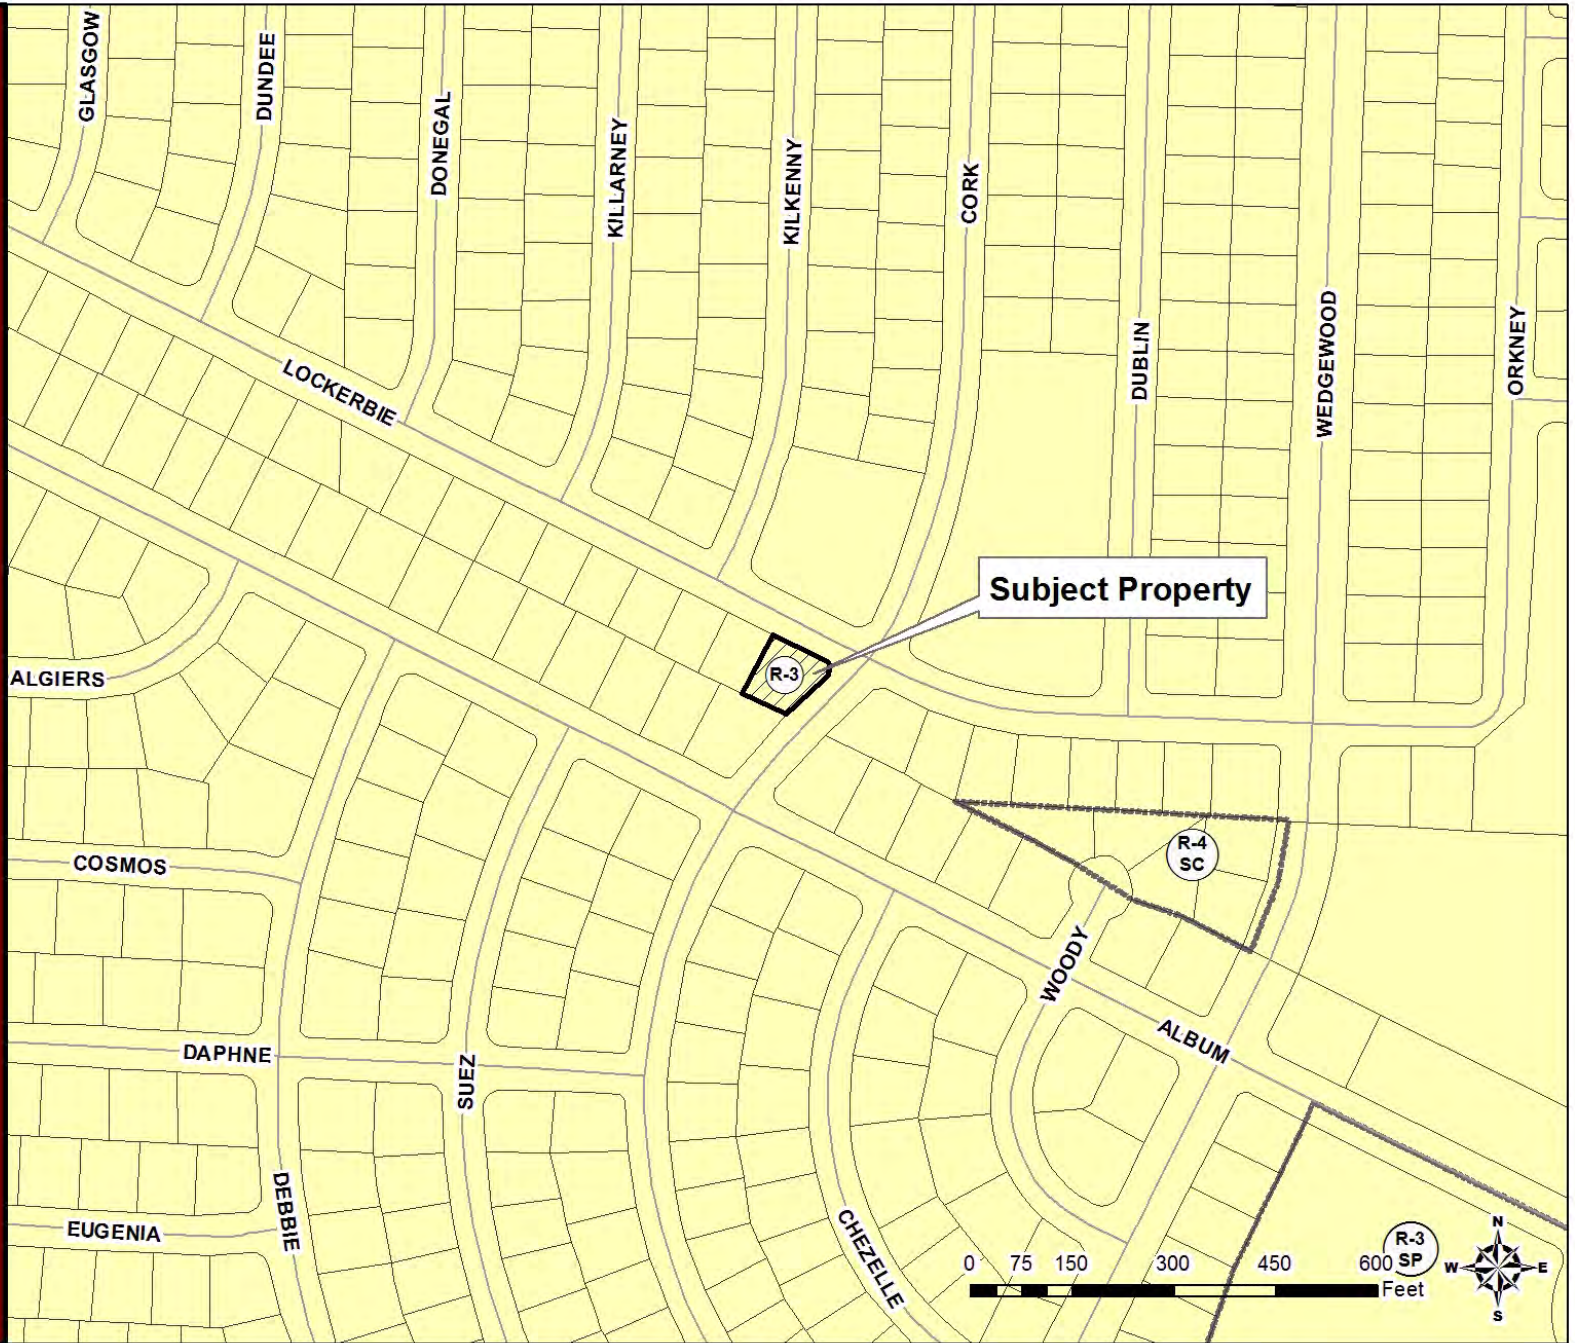 GLASGOW
DUNDEE
DONEGAL
KILLARNEY
KILKENNY
CORK
DUBLIN
WEDGEWOOD
ORKNEY
LOCKERBIE
Subject Property
R-3
ALGIERS
R-4
SC
COSMOS
WOODY
ALBUM
DAPHNE
SUEZ
DEBBIE
EUGENIA
CHEZELLE
R-3
SP
N
W E
S
0 75 150 300 450 600
Feet